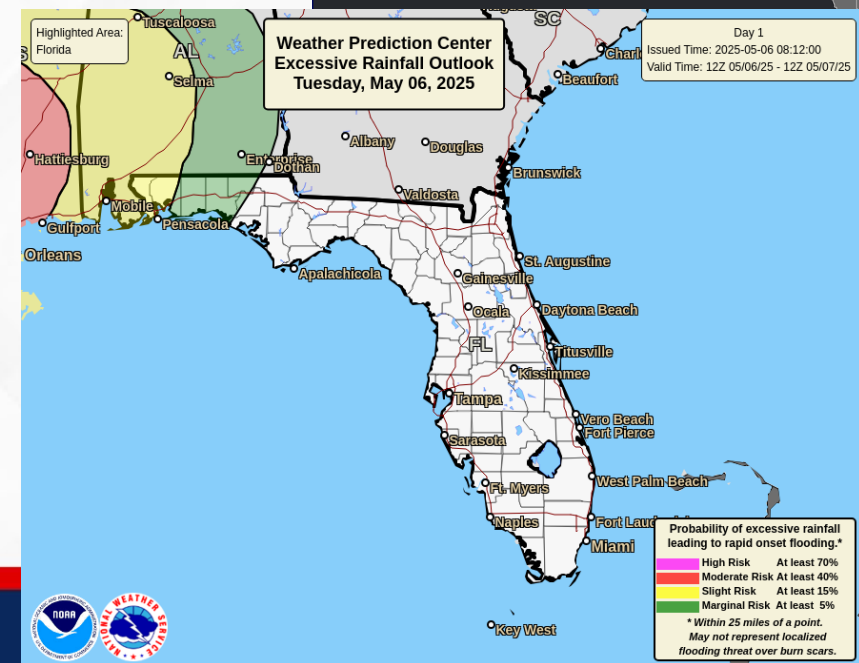 Highlighted Area:
Florida
Weather Prediction Center
Excessive Rainfall Outlook
Tuesday, May 06, 2025
Day 1
Issued Time: 2025-05-06 08:12:00
Valid Time: 12Z 05/06/25 - 12Z 05/07/25
SC
Tuscaloosa
AL
Selma
Beaufort
Albany
Douglas
Hattiesburg
Enterprise
Dothan
Brunswick
Valdosta
Mobile
Pensacola
Gulfport
Orleans
St. Augustine
Apalachicola
Gainesville
Ocala
Daytona Beach
FL
Titusville
Kissimmee
Tampa
Vero Beach
Fort Pierce
Sarasota
West Palm Beach
Ft. Myers
Naples
Miami
Key West
Probability of excessive rainfall
leading to rapid onset flooding.*
High Risk At least 70%
Moderate Risk At least 40%
Slight Risk At least 15%
Marginal Risk At least 5%
* Within 25 miles of a point.
May not represent localized
flooding threat over burn scars.
NOAA
NATIONAL WEATHER SERVICE